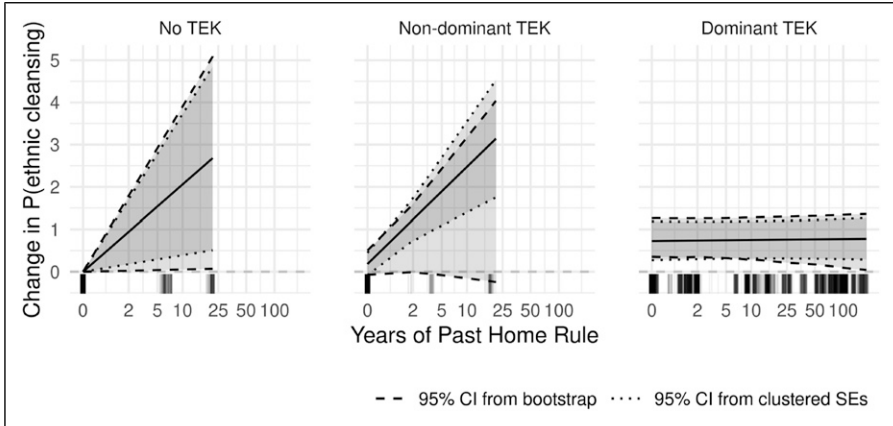 No TEK
Non-dominant TEK
Dominant TEK
Change in P(ethnic cleansing)
5
4
3
2
1
0
0 2 5 10 25 50 100
0 2 5 10 25 50 100
0 2 5 10 25 50 100
Years of Past Home Rule
95% CI from bootstrap
95% CI from clustered SEs